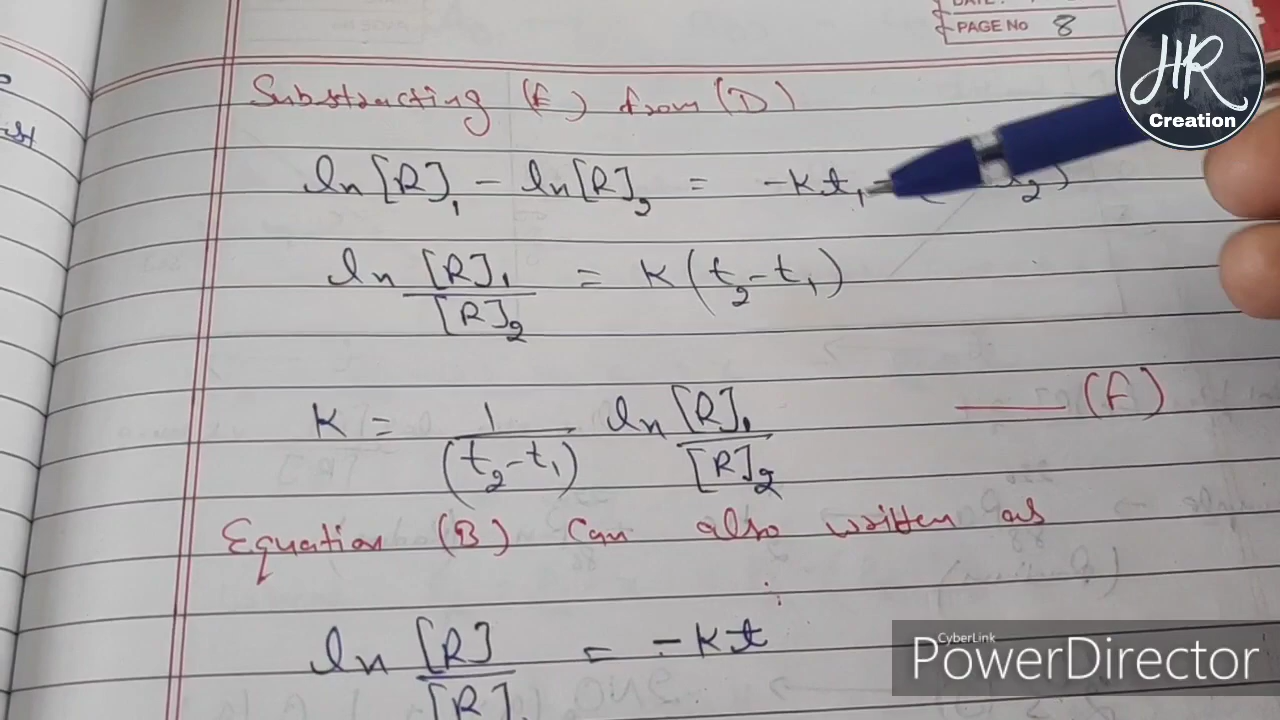 PAGE No 8
HR
Creation
Substracting (E) from (D)
ln [R]₁ - ln [R]₂ = -Kt₁
ln [R]₁ / [R]₂ = K (t₂ - t₁)
K = 1 / (t₂ - t₁) ln [R]₁ / [R]₂ —— (F)
Equation (B) Can also written as
ln [R] / [R] = -Kt
CyberLink
PowerDirector